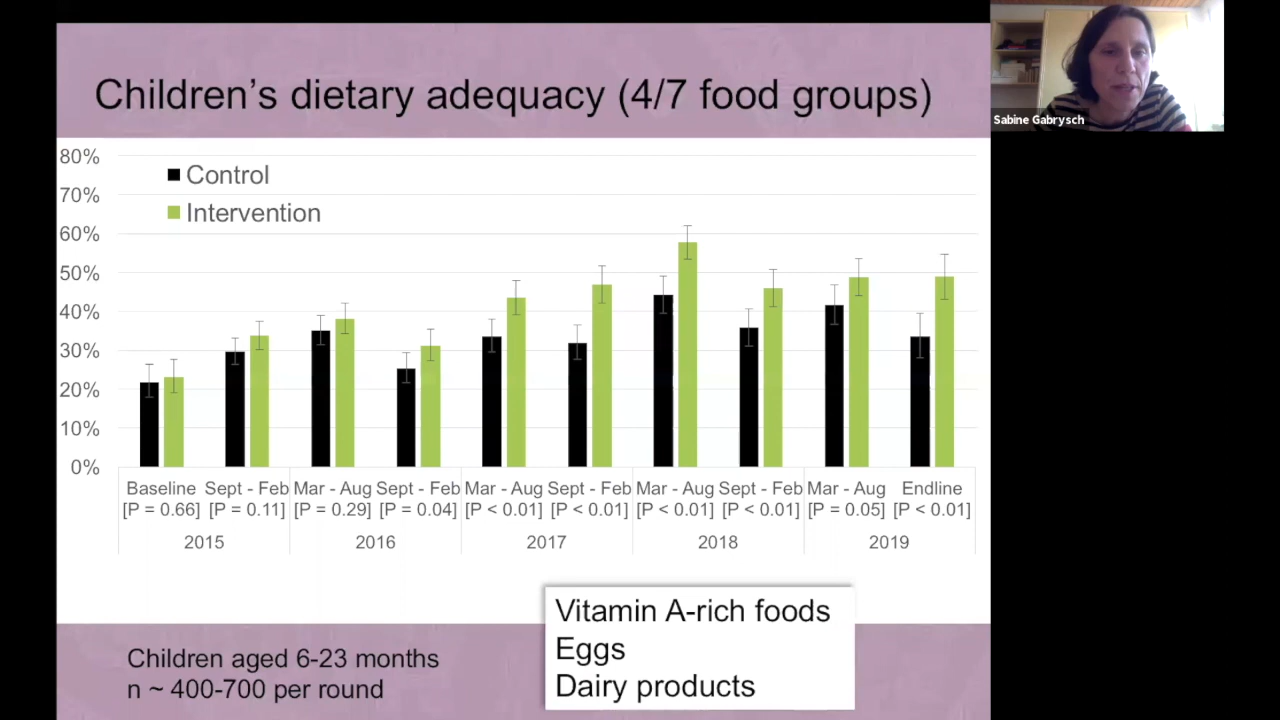 Children's dietary adequacy (4/7 food groups)
Sabine Gabrysch
80%
70%
60%
50%
40%
30%
20%
10%
0%
Control
Intervention
Baseline Sept - Feb Mar - Aug Sept - Feb Mar - Aug Sept - Feb Mar - Aug Sept - Feb Mar - Aug Endline
[P = 0.66] [P = 0.11] [P = 0.29] [P = 0.04] [P < 0.01] [P < 0.01] [P < 0.01] [P < 0.01] [P = 0.05] [P < 0.01]
2015 2016 2017 2018 2019
Vitamin A-rich foods
Eggs
Dairy products
Children aged 6-23 months
n ~ 400-700 per round